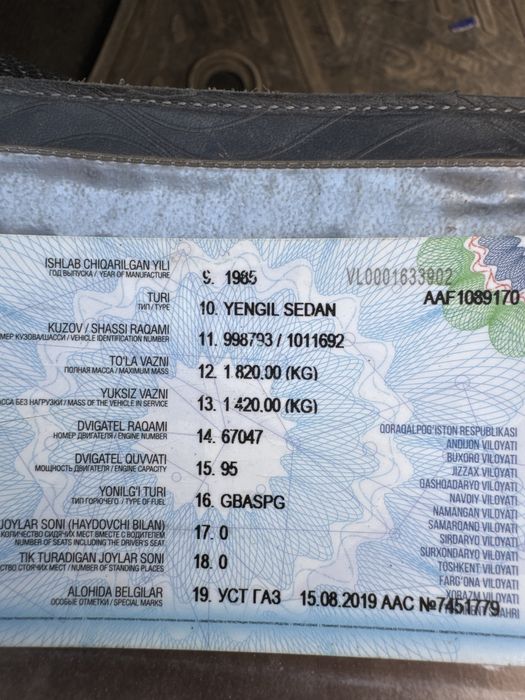 ISHLAB CHIQARILGAN YILI
ГОД ВЫПУСКА / YEAR OF MANUFACTURE
9. 1985
VL0001633902
AAF1089170
TURI
ТИП / TYPE
10. YENGIL SEDAN
KUZOV / SHASSI RAQAMI
МЕР КУЗОВА/ШАССИ / VEHICLE IDENTIFICATION NUMBER
11. 998793 / 1011692
TO'LA VAZNI
ПОЛНАЯ МАССА / MAXIMUM MASS
12. 1 820.00 (KG)
YUKSIZ VAZNI
ССА БЕЗ НАГРУЗКИ / MASS OF THE VEHICLE IN SERVICE
13. 1 420.00 (KG)
DVIGATEL RAQAMI
НОМЕР ДВИГАТЕЛЯ / ENGINE NUMBER
14. 67047
DVIGATEL QUVVATI
МОЩНОСТЬ ДВИГАТЕЛЯ / ENGINE CAPACITY
15. 95
YONILG'I TURI
ТИП ГОРЮЧЕГО / TYPE OF FUEL
16. GBASPG
JOYLAR SONI (HAYDOVCHI BILAN)
КОЛИЧЕСТВО СИДЯЧИХ МЕСТ ВМЕСТЕ С ВОДИТЕЛЕМ
NUMBER OF SEATS INCLUDING THE DRIVER'S SEAT
17. 0
TIK TURADIGAN JOYLAR SONI
СТВО СТОЯЧИХ МЕСТ / NUMBER OF STANDING PLACES
18. 0
ALOHIDA BELGILAR
ОСОБЫЕ ОТМЕТКИ / SPECIAL MARKS
19. УСТ ГАЗ 15.08.2019 ААС №7451779
QORAQALPOG'ISTON RESPUBLIKASI
ANDIJON VILOYATI
BUXORO VILOYATI
JIZZAX VILOYATI
QASHQADARYO VILOYATI
NAVOIY VILOYATI
NAMANGAN VILOYATI
SAMARQAND VILOYATI
SIRDARYO VILOYATI
SURXONDARYO VILOYATI
TOSHKENT VILOYATI
FARG'ONA VILOYATI
XORAZM VILOYATI
SHAHRI